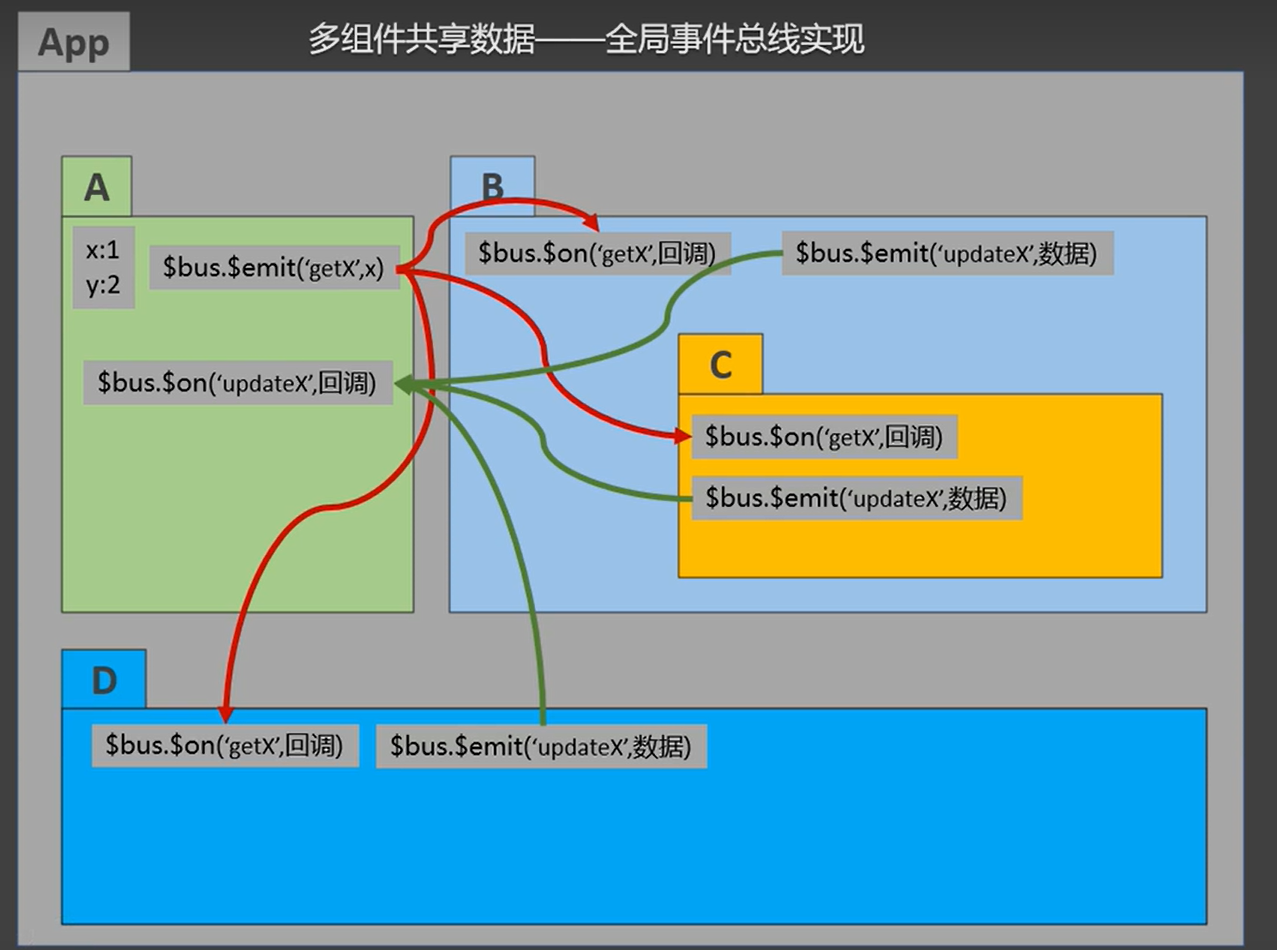 App
多组件共享数据——全局事件总线实现
A
x:1
y:2
$bus.$emit(‘getX’,x)
$bus.$on(‘updateX’,回调)
B
$bus.$on(‘getX’,回调)
$bus.$emit(‘updateX’,数据)
C
$bus.$on(‘getX’,回调)
$bus.$emit(‘updateX’,数据)
D
$bus.$on(‘getX’,回调)
$bus.$emit(‘updateX’,数据)